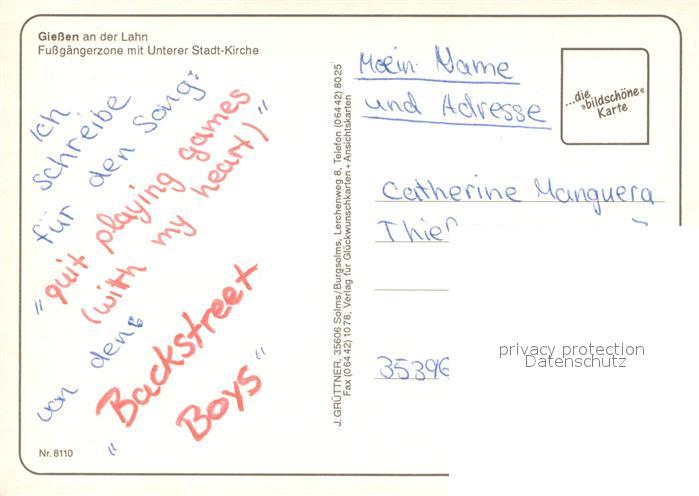 Gießen an der Lahn
Fußgängerzone mit Unterer Stadt-Kirche
Ich
schreibe
für den Song:
"quit playing games
(with my heart)"
von den
"Backstreet
Boys"
Nr. 8110
J. GRÜTTNER, 35606 Solms/Burgsolms, Lerchenweg 8, Telefon (06442) 8025
Fax (06442) 1078, Verlag für Glückwunschkarten + Ansichtskarten
Mein Name
und Adresse
...die
»bildschöne«
Karte
Catherine Manguera
35396
privacy protection
Datenschutz